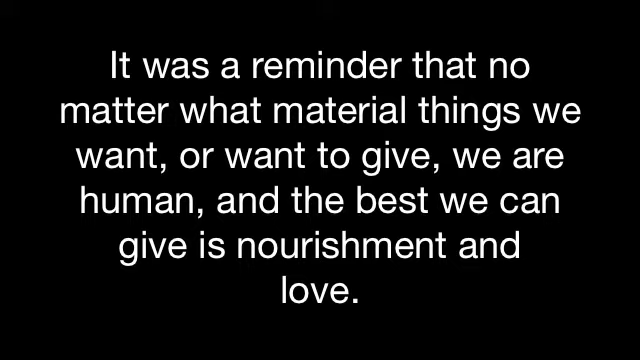 It was a reminder that no
matter what material things we
want, or want to give, we are
human, and the best we can
give is nourishment and
love.